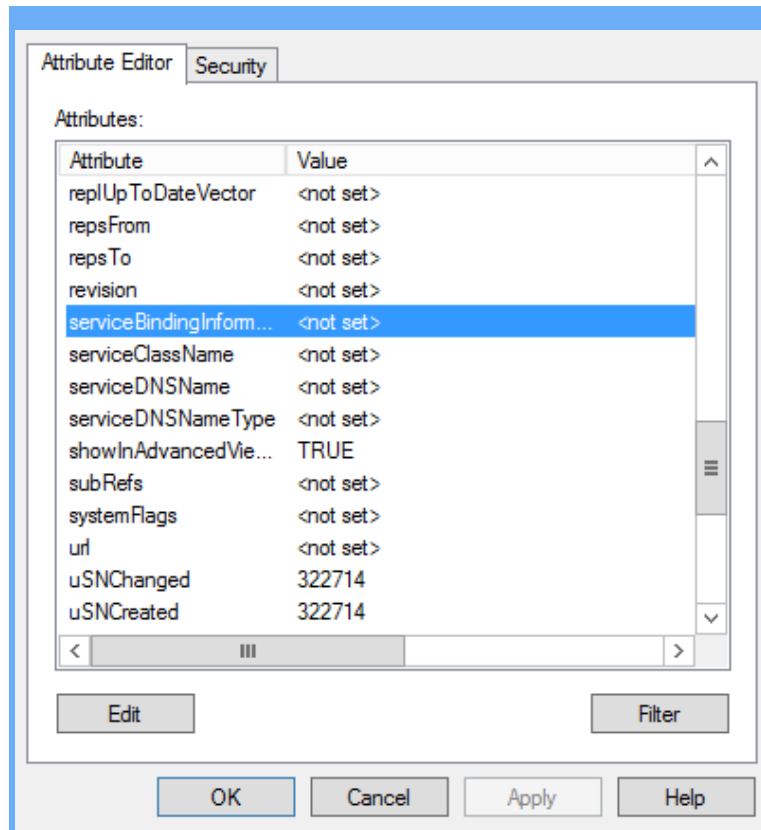 Attribute Editor Security
Attributes:
Attribute Value
replUpToDateVector <not set>
repsFrom <not set>
repsTo <not set>
revision <not set>
serviceBindingInform... <not set>
serviceClassName <not set>
serviceDNSName <not set>
serviceDNSNameType <not set>
showInAdvancedVie... TRUE
subRefs <not set>
systemFlags <not set>
url <not set>
uSNChanged 322714
uSNCreated 322714
Edit Filter
OK Cancel Apply Help